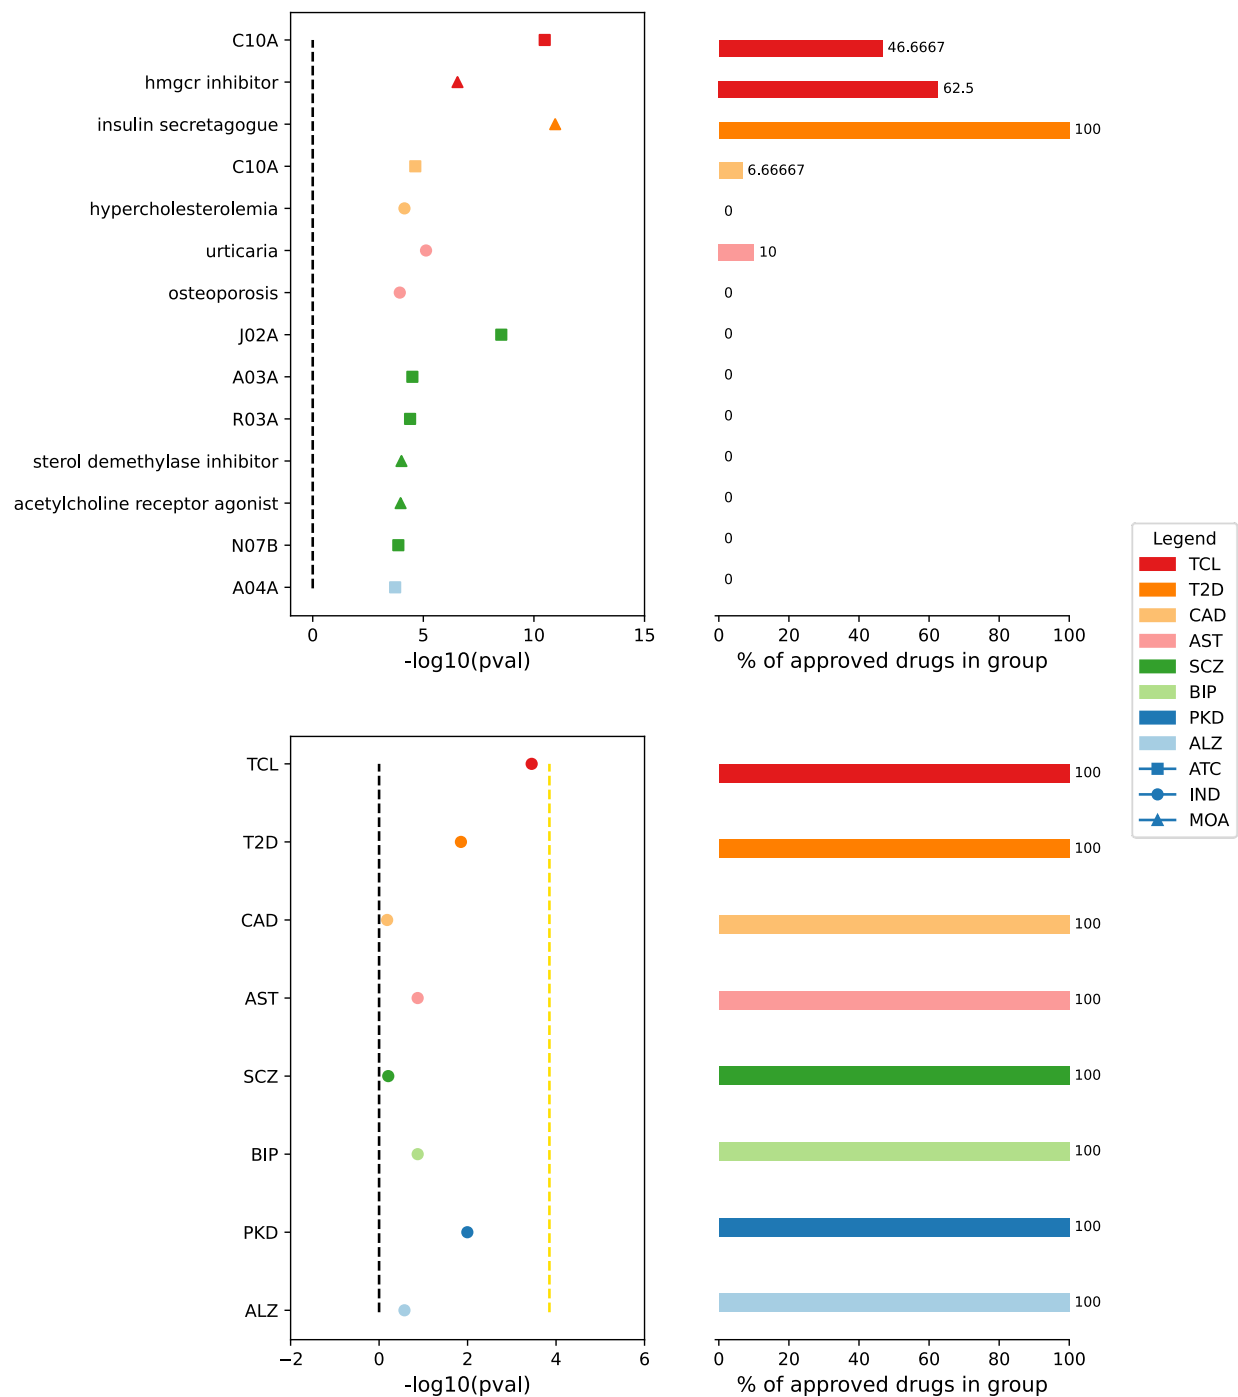 C10A
hmgcr inhibitor
insulin secretagogue
C10A
hypercholesterolemia
urticaria
osteoporosis
J02A
A03A
R03A
sterol demethylase inhibitor
acetylcholine receptor agonist
N07B
A04A
0 5 10 15
-log10(pval)
46.6667
62.5
100
6.66667
0
10
0
0
0
0
0
0
0
0
0 20 40 60 80 100
% of approved drugs in group
Legend
TCL
T2D
CAD
AST
SCZ
BIP
PKD
ALZ
ATC
IND
MOA
TCL
T2D
CAD
AST
SCZ
BIP
PKD
ALZ
−2 0 2 4 6
-log10(pval)
100
100
100
100
100
100
100
100
0 20 40 60 80 100
% of approved drugs in group